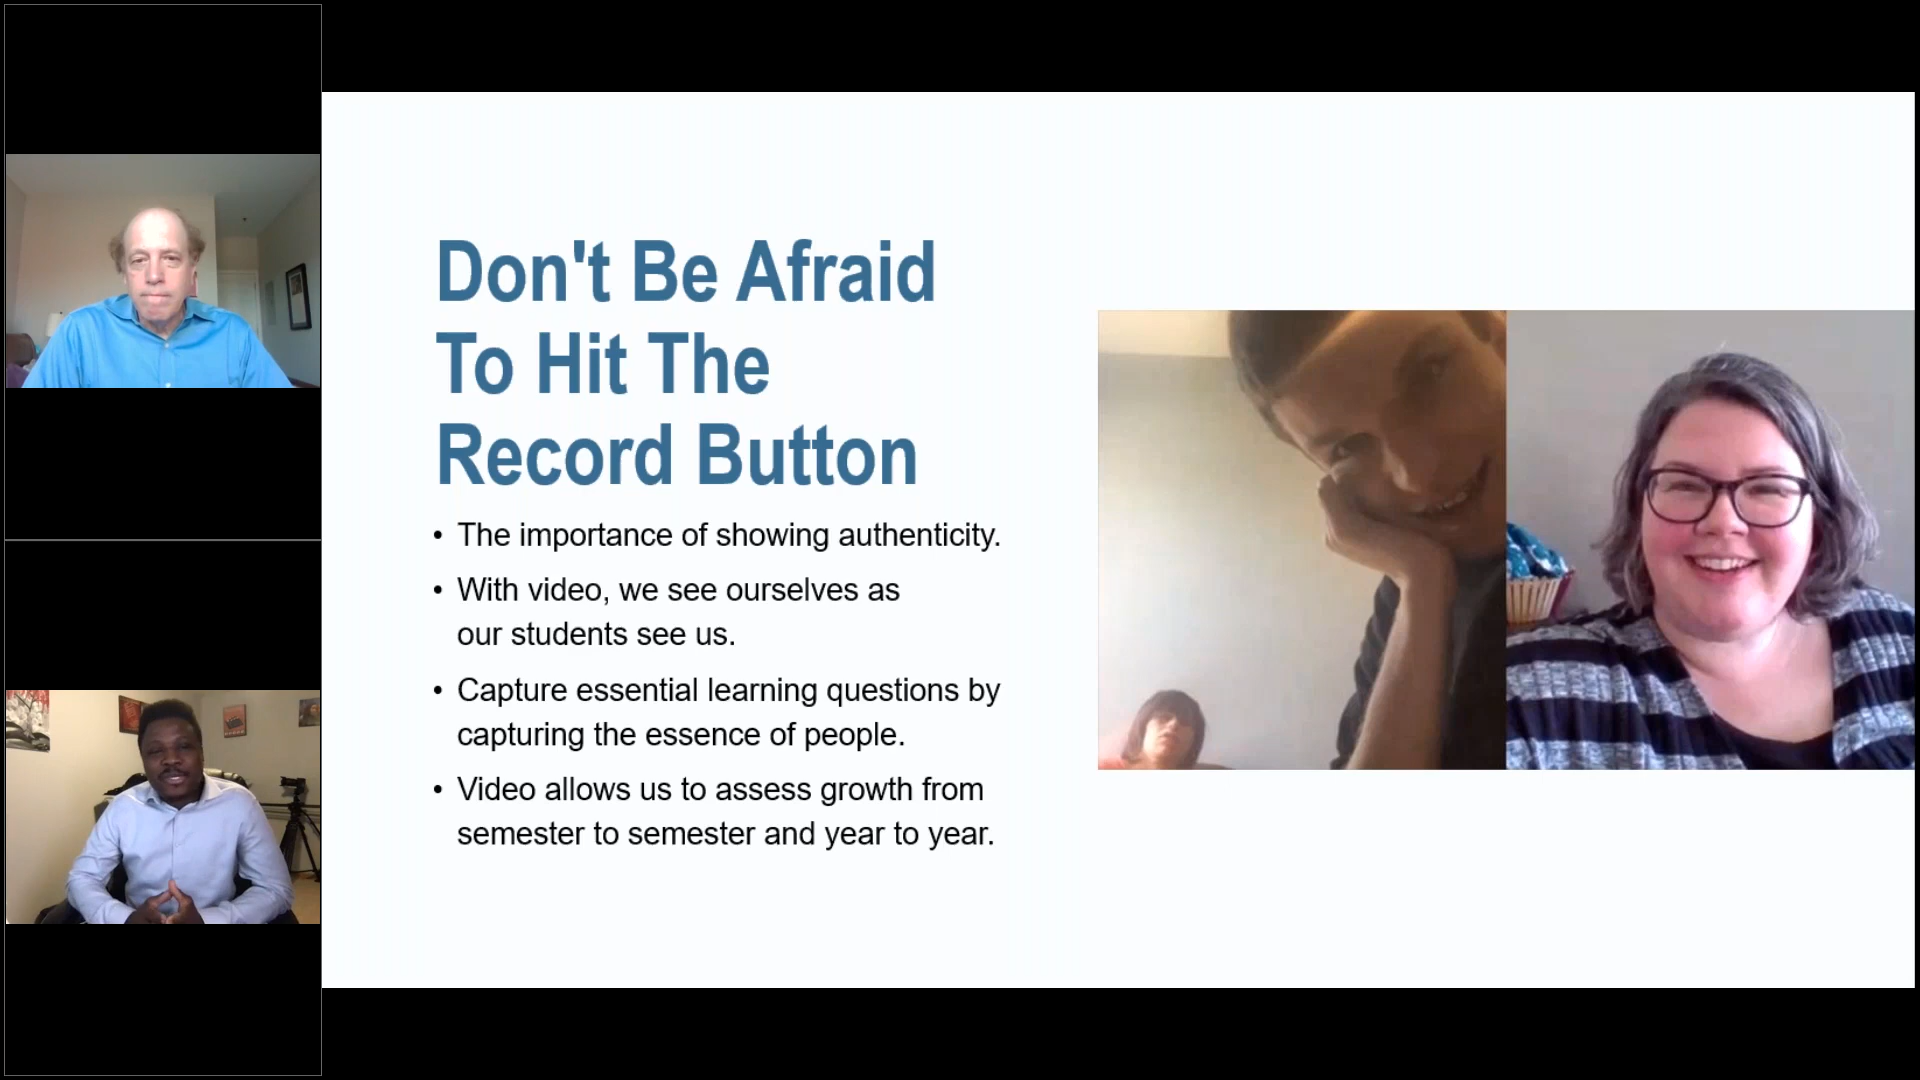 Don't Be Afraid
To Hit The
Record Button
• The importance of showing authenticity.
• With video, we see ourselves as
our students see us.
• Capture essential learning questions by
capturing the essence of people.
• Video allows us to assess growth from
semester to semester and year to year.